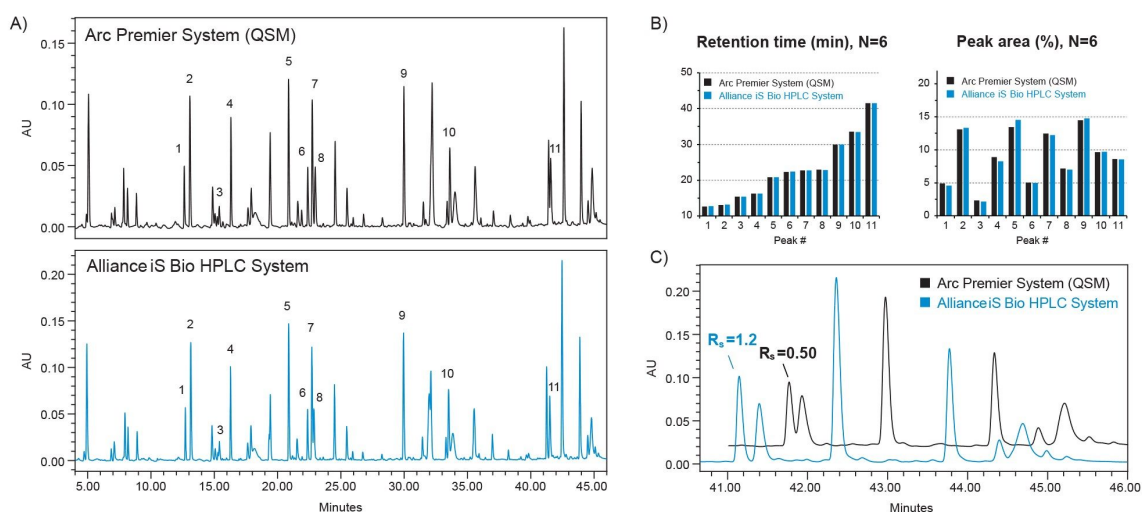 A)
Arc Premier System (QSM)
0.15
0.10
0.05
0.00
AU
1
2
3
4
5
6
7
8
9
10
11
Alliance iS Bio HPLC System
0.20
0.15
0.10
0.05
0.00
AU
1
2
3
4
5
6
7
8
9
10
11
5.00 10.00 15.00 20.00 25.00 30.00 35.00 40.00 45.00
Minutes
B)
Retention time (min), N=6
50
40
30
20
10
Arc Premier System (QSM)
Alliance iS Bio HPLC System
1 2 3 4 5 6 7 8 9 10 11
Peak #
Peak area (%), N=6
20
15
10
5
0
Arc Premier System (QSM)
Alliance iS Bio HPLC System
1 2 3 4 5 6 7 8 9 10 11
Peak #
C)
Arc Premier System (QSM)
Alliance iS Bio HPLC System
0.20
0.15
0.10
0.05
0.00
AU
Rs=1.2
Rs=0.50
41.00 42.00 43.00 44.00 45.00 46.00
Minutes